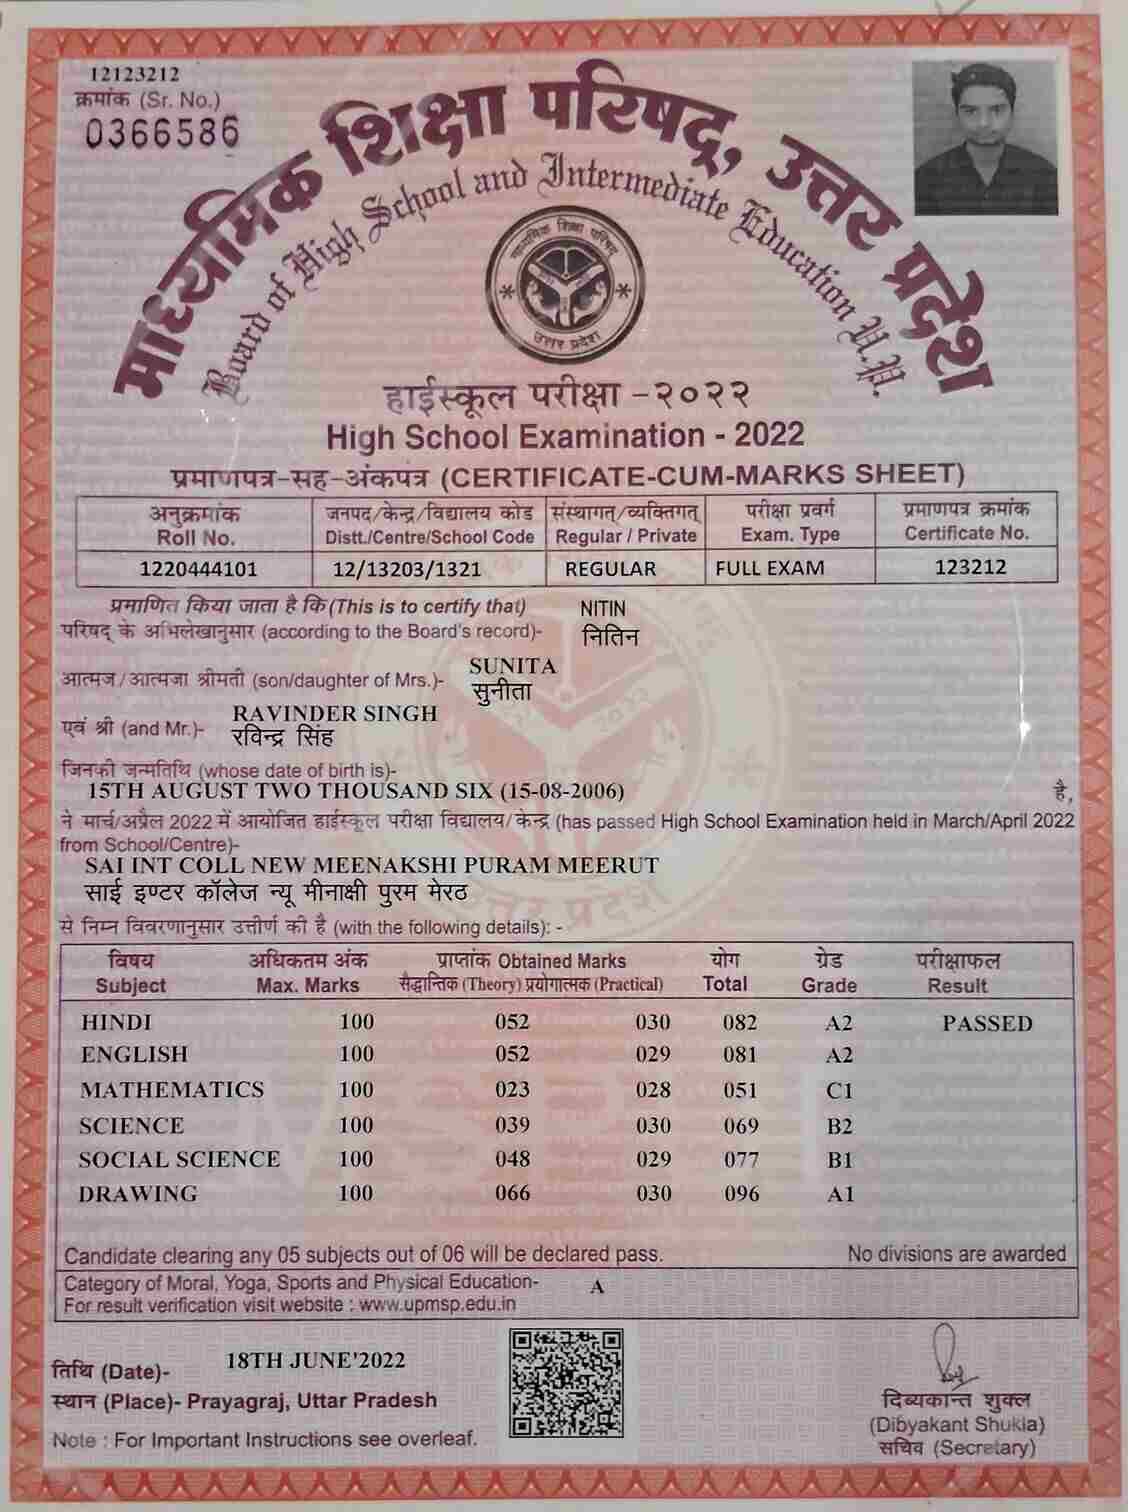 12123212
क्रमांक (Sr. No.)
0366586
माध्यमिक शिक्षा परिषद्, उत्तर प्रदेश
Board of High School and Intermediate Education U.P.
माध्यमिक शिक्षा परिषद्
उत्तर प्रदेश
हाईस्कूल परीक्षा -२०२२
High School Examination - 2022
प्रमाणपत्र-सह-अंकपत्र (CERTIFICATE-CUM-MARKS SHEET)
अनुक्रमांक जनपद/केन्द्र/विद्यालय कोड संस्थागत्/व्यक्तिगत् परीक्षा प्रवर्ग प्रमाणपत्र क्रमांक
Roll No. Distt./Centre/School Code Regular / Private Exam. Type Certificate No.
1220444101 12/13203/1321 REGULAR FULL EXAM 123212
प्रमाणित किया जाता है कि (This is to certify that) NITIN
परिषद् के अभिलेखानुसार (according to the Board's record)- नितिन
SUNITA
आत्मज/आत्मजा श्रीमती (son/daughter of Mrs.)- सुनीता
RAVINDER SINGH
एवं श्री (and Mr.)- रविन्द्र सिंह
जिनकी जन्मतिथि (whose date of birth is)-
15TH AUGUST TWO THOUSAND SIX (15-08-2006) है,
ने मार्च/अप्रैल 2022 में आयोजित हाईस्कूल परीक्षा विद्यालय/केन्द्र (has passed High School Examination held in March/April 2022
from School/Centre)-
SAI INT COLL NEW MEENAKSHI PURAM MEERUT
साई इण्टर कॉलेज न्यू मीनाक्षी पुरम मेरठ
से निम्न विवरणानुसार उत्तीर्ण की है (with the following details): -
विषय अधिकतम अंक प्राप्तांक Obtained Marks योग ग्रेड परीक्षाफल
Subject Max. Marks सैद्धान्तिक (Theory) प्रयोगात्मक (Practical) Total Grade Result
HINDI 100 052 030 082 A2 PASSED
ENGLISH 100 052 029 081 A2
MATHEMATICS 100 023 028 051 C1
SCIENCE 100 039 030 069 B2
SOCIAL SCIENCE 100 048 029 077 B1
DRAWING 100 066 030 096 A1
Candidate clearing any 05 subjects out of 06 will be declared pass. No divisions are awarded
Category of Moral, Yoga, Sports and Physical Education- A
For result verification visit website : www.upmsp.edu.in
तिथि (Date)- 18TH JUNE'2022
स्थान (Place)- Prayagraj, Uttar Pradesh
Note : For Important Instructions see overleaf.
दिव्यकान्त शुक्ल
(Dibyakant Shukla)
सचिव (Secretary)